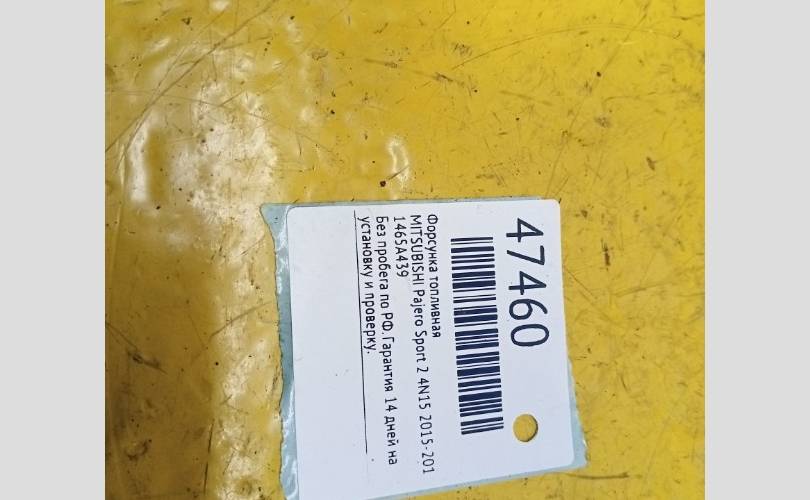 47460
Форсунка топливная
MITSUBISHI Pajero Sport 2 4N15 2015-201
1465A439
Без пробега по РФ. Гарантия 14 дней на
установку и проверку.